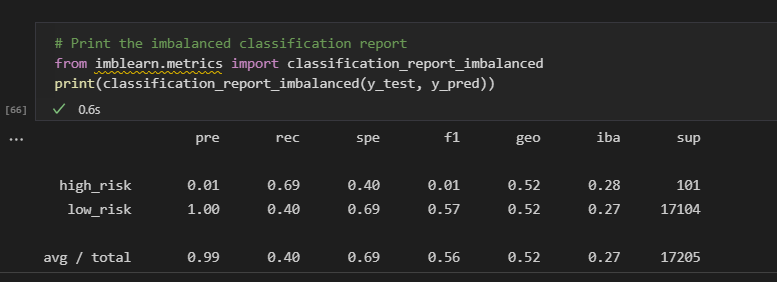 # Print the imbalanced classification report
from imblearn.metrics import classification_report_imbalanced
print(classification_report_imbalanced(y_test, y_pred))
[66] ✓ 0.6s
... pre rec spe f1 geo iba sup
high_risk 0.01 0.69 0.40 0.01 0.52 0.28 101
low_risk 1.00 0.40 0.69 0.57 0.52 0.27 17104
avg / total 0.99 0.40 0.69 0.56 0.52 0.27 17205